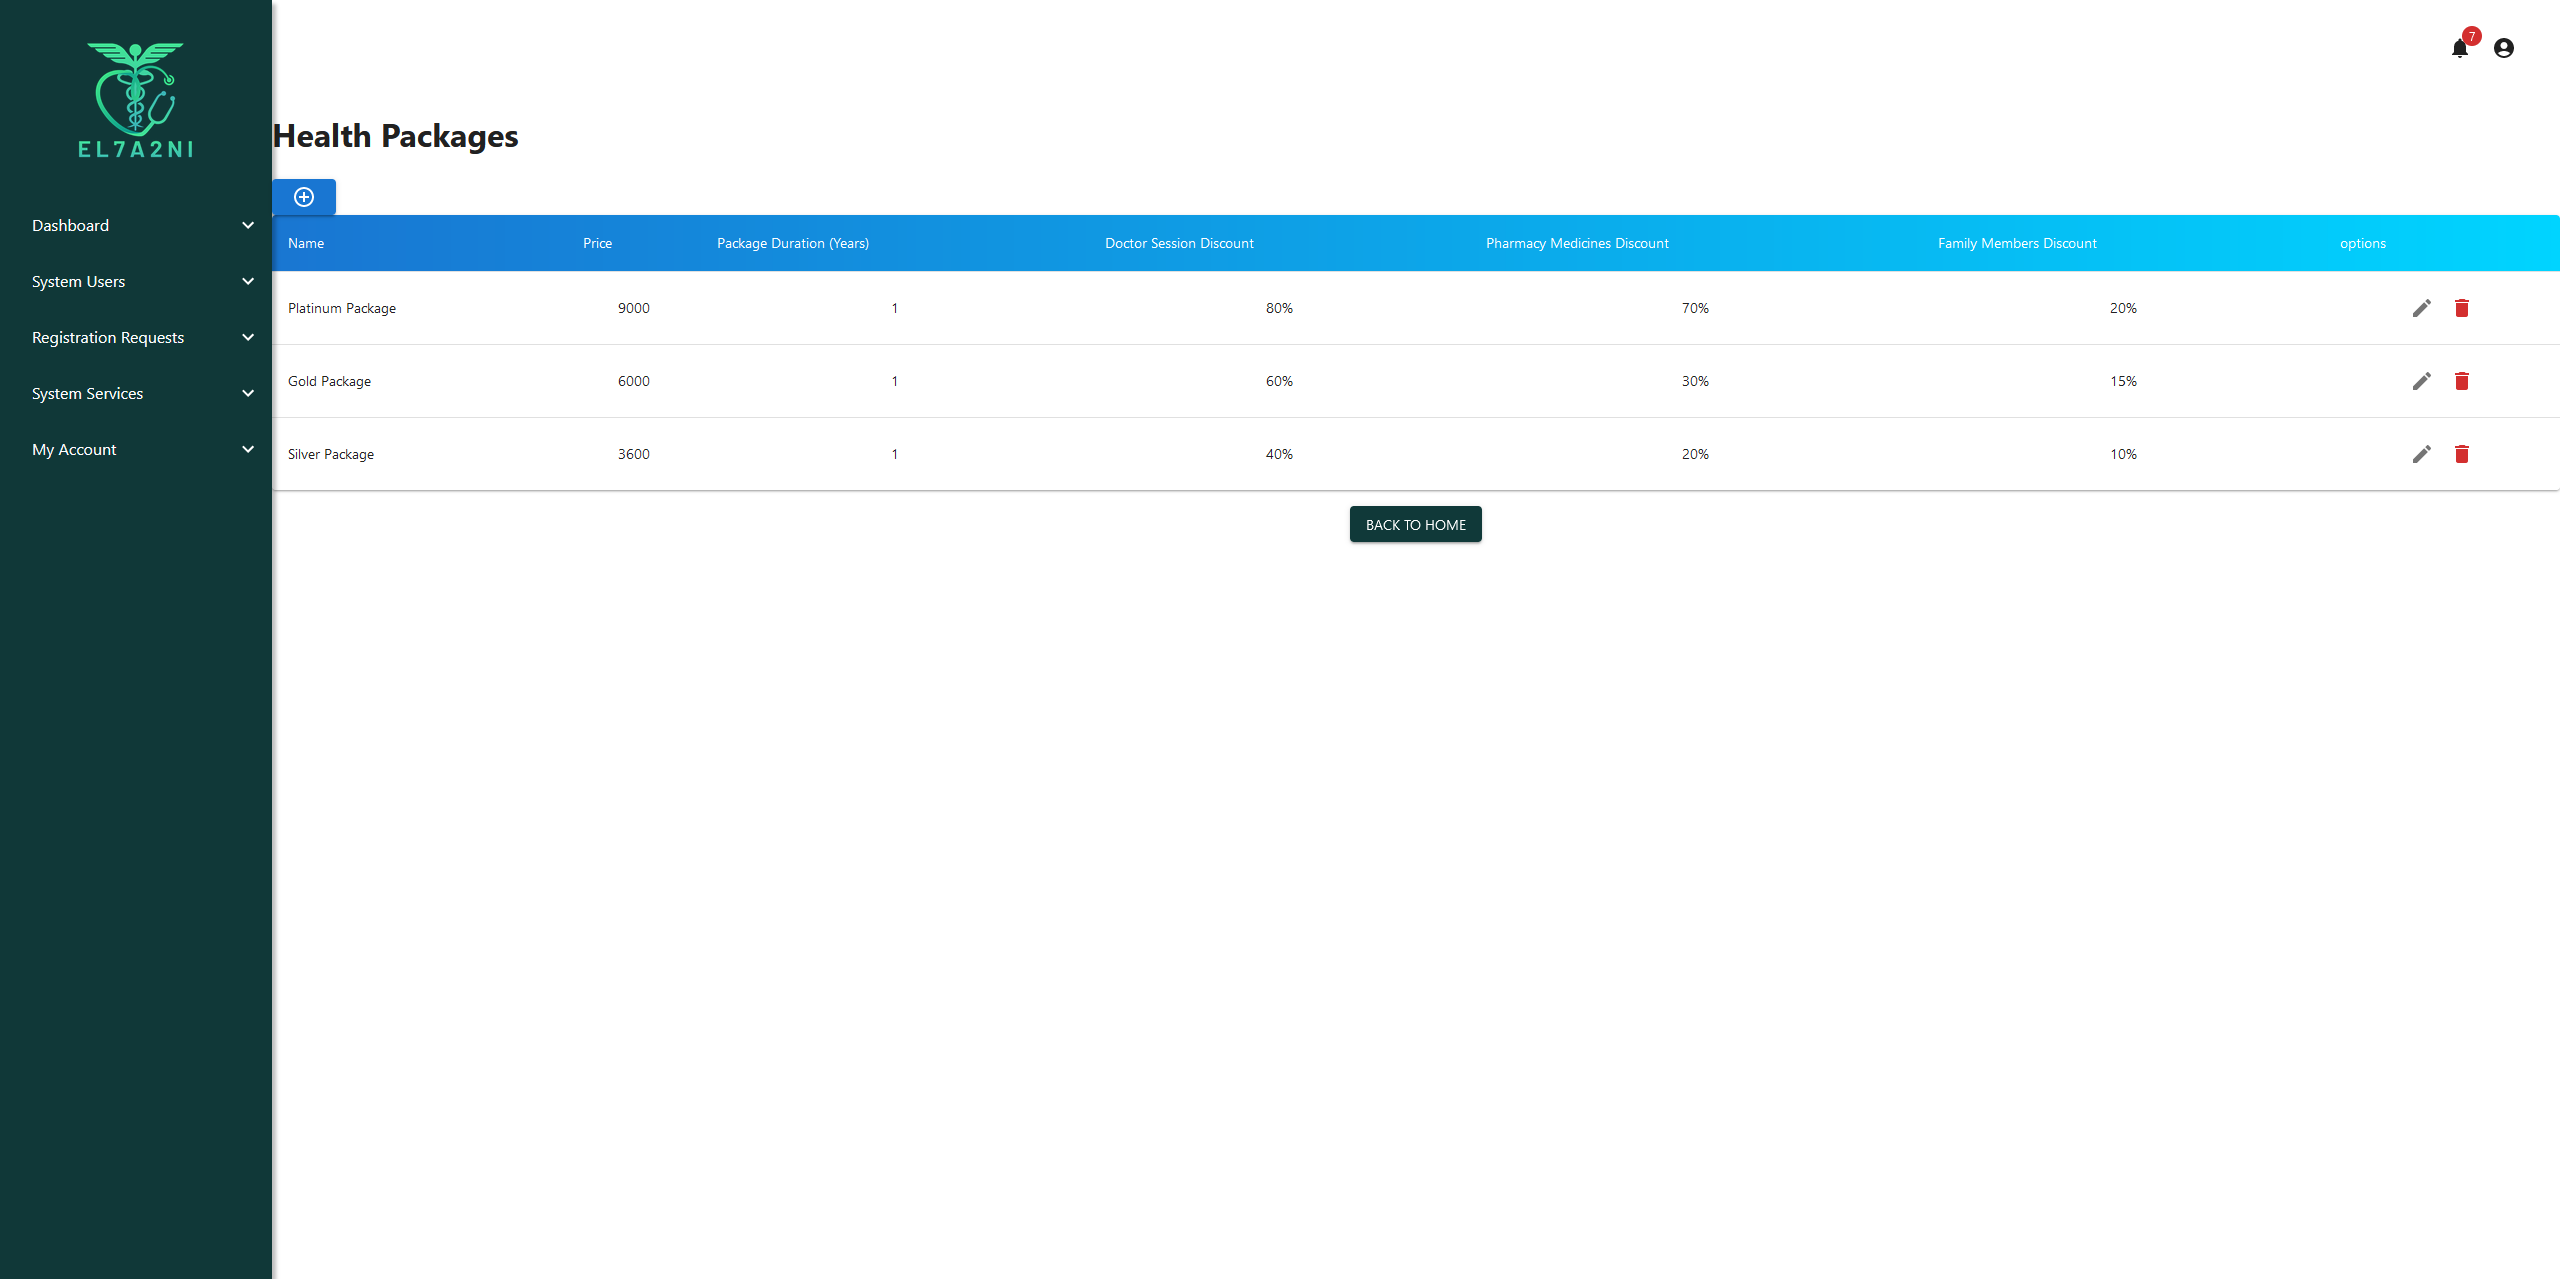 EL7A2NI
Dashboard
System Users
Registration Requests
System Services
My Account
7
Health Packages
Name Price Package Duration (Years) Doctor Session Discount Pharmacy Medicines Discount Family Members Discount options
Platinum Package 9000 1 80% 70% 20%
Gold Package 6000 1 60% 30% 15%
Silver Package 3600 1 40% 20% 10%
BACK TO HOME